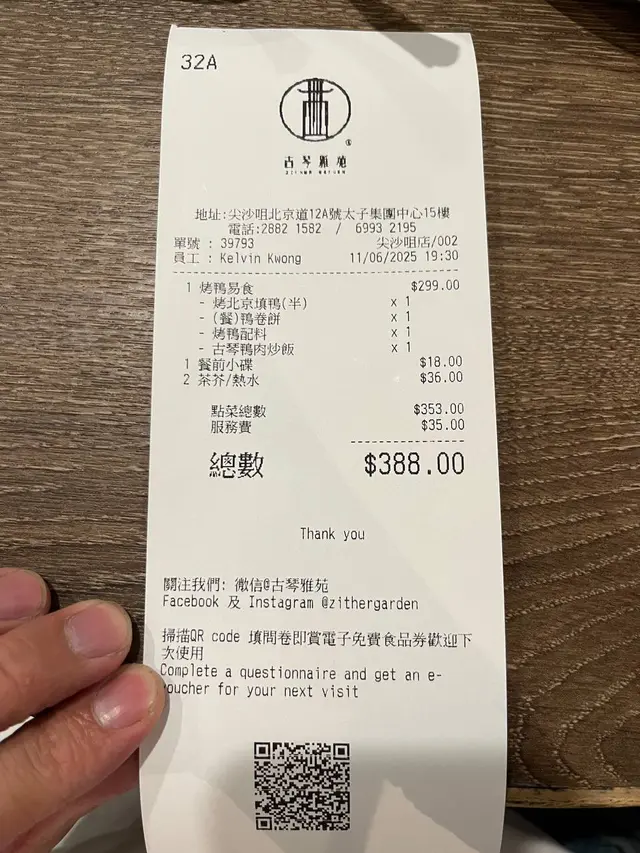 32A
古琴雅苑
ZITHER GARDEN
地址:尖沙咀北京道12A號太子集團中心15樓
電話:2882 1582 / 6993 2195
單號 : 39793 尖沙咀店/002
員工 : Kelvin Kwong 11/06/2025 19:30
1 烤鴨易食 $299.00
- 烤北京填鴨(半) x 1
- (餐)鴨卷餅 x 1
- 烤鴨配料 x 1
- 古琴鴨肉炒飯 x 1
1 餐前小碟 $18.00
2 茶芥/熱水 $36.00
點菜總數 $353.00
服務費 $35.00
總數 $388.00
Thank you
關注我們: 微信@古琴雅苑
Facebook 及 Instagram @zithergarden
掃描QR code 填問卷即賞電子免費食品券歡迎下
次使用
Complete a questionnaire and get an e-
voucher for your next visit